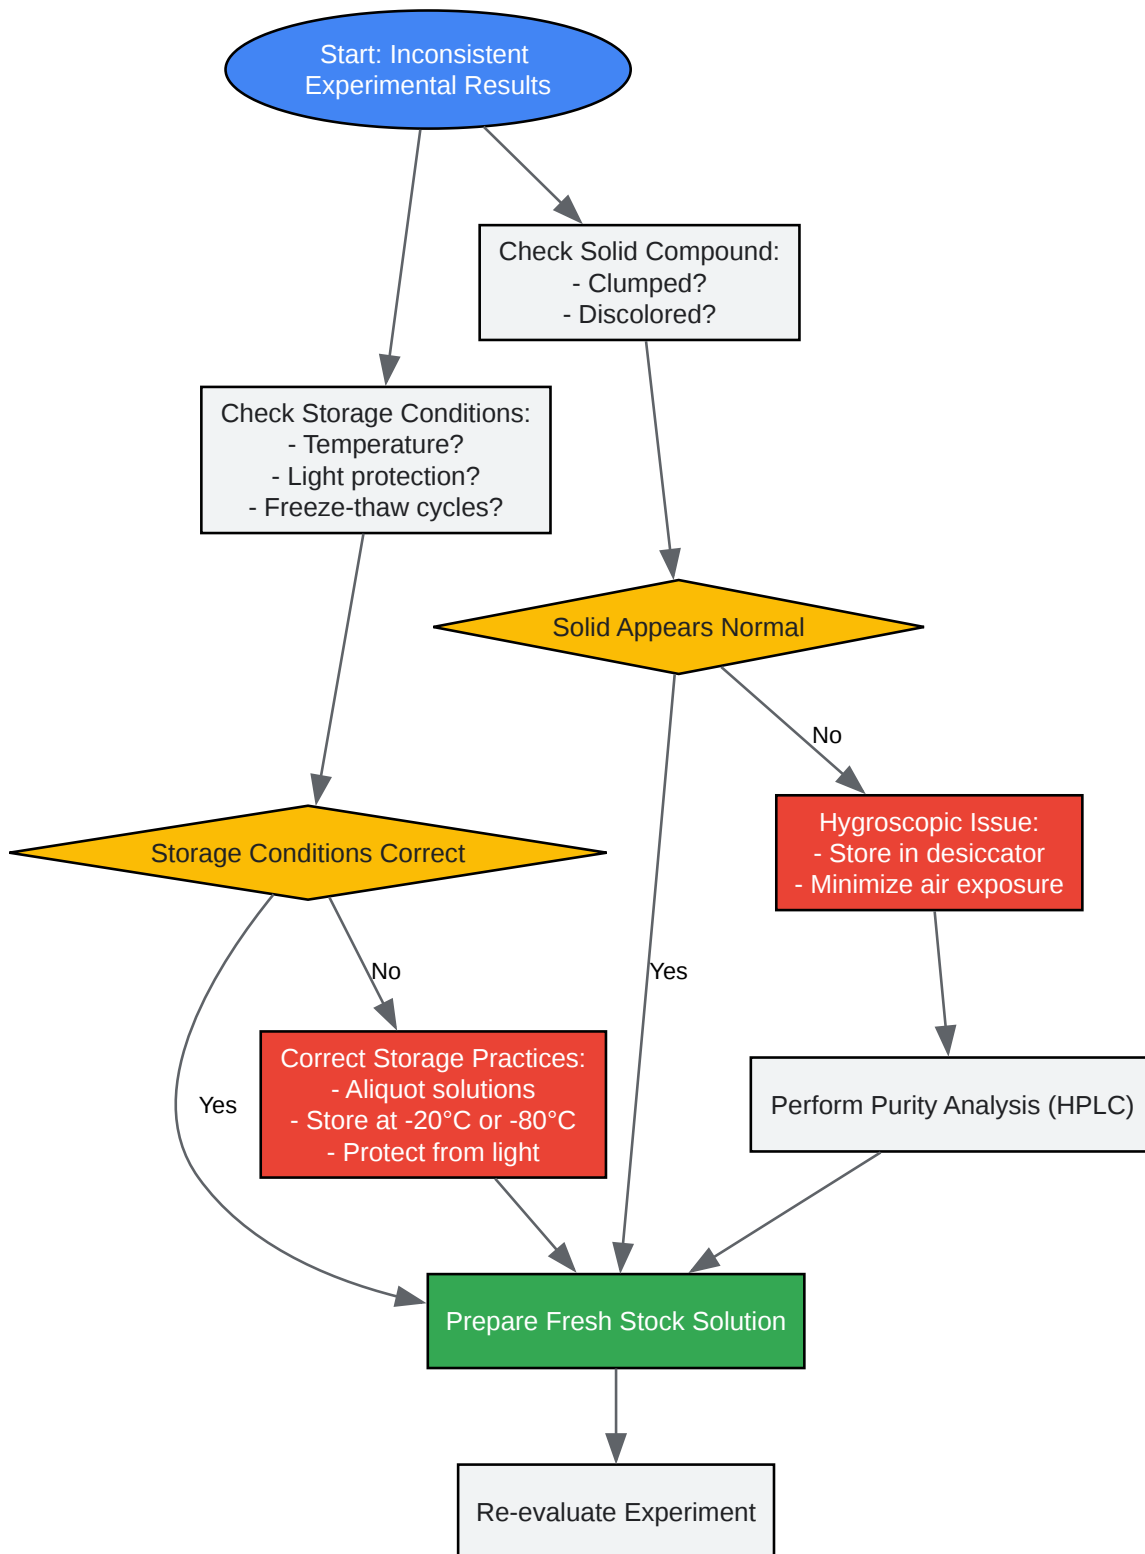 Start: Inconsistent
Experimental Results
Check Solid Compound:
- Clumped?
- Discolored?
Check Storage Conditions:
- Temperature?
- Light protection?
- Freeze-thaw cycles?
Solid Appears Normal
No
Hygroscopic Issue:
- Store in desiccator
- Minimize air exposure
Storage Conditions Correct
No
Yes
Correct Storage Practices:
- Aliquot solutions
- Store at -20°C or -80°C
- Protect from light
Yes
Perform Purity Analysis (HPLC)
Prepare Fresh Stock Solution
Re-evaluate Experiment